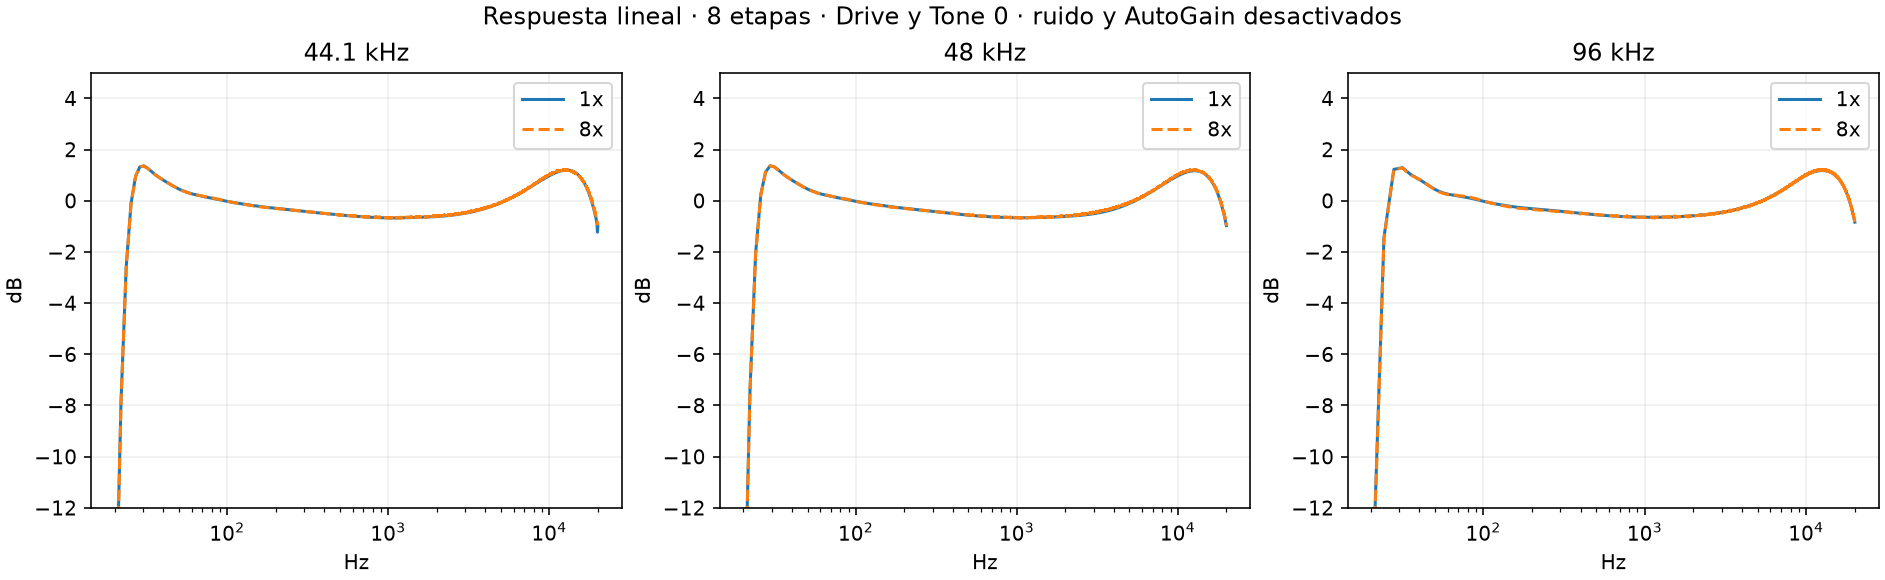 Respuesta lineal · 8 etapas · Drive y Tone 0 · ruido y AutoGain desactivados
44.1 kHz
4
2
0
−2
−4
−6
−8
−10
−12
dB
10²
10³
10⁴
Hz
1x
8x
48 kHz
4
2
0
−2
−4
−6
−8
−10
−12
dB
10²
10³
10⁴
Hz
1x
8x
96 kHz
4
2
0
−2
−4
−6
−8
−10
−12
dB
10²
10³
10⁴
Hz
1x
8x